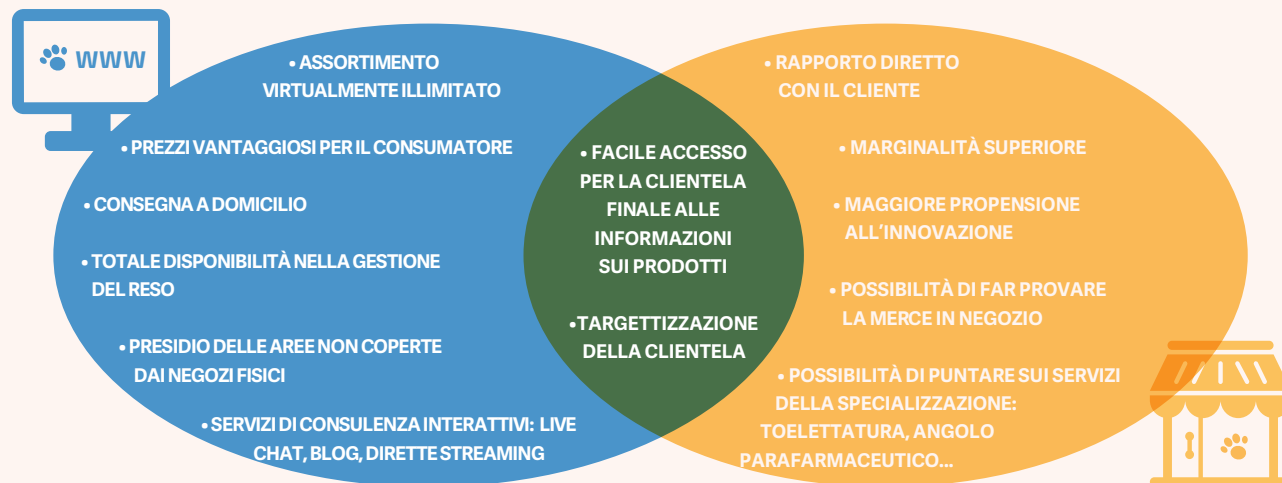 WWW
• ASSORTIMENTO
VIRTUALMENTE ILLIMITATO
• PREZZI VANTAGGIOSI PER IL CONSUMATORE
• CONSEGNA A DOMICILIO
• TOTALE DISPONIBILITÀ NELLA GESTIONE
DEL RESO
• PRESIDIO DELLE AREE NON COPERTE
DAI NEGOZI FISICI
• SERVIZI DI CONSULENZA INTERATTIVI: LIVE
CHAT, BLOG, DIRETTE STREAMING
• FACILE ACCESSO
PER LA CLIENTELA
FINALE ALLE
INFORMAZIONI
SUI PRODOTTI
•TARGETTIZZAZIONE
DELLA CLIENTELA
• RAPPORTO DIRETTO
CON IL CLIENTE
• MARGINALITÀ SUPERIORE
• MAGGIORE PROPENSIONE
ALL'INNOVAZIONE
• POSSIBILITÀ DI FAR PROVARE
LA MERCE IN NEGOZIO
• POSSIBILITÀ DI PUNTARE SUI SERVIZI
DELLA SPECIALIZZAZIONE:
TOELETTATURA, ANGOLO
PARAFARMACEUTICO...